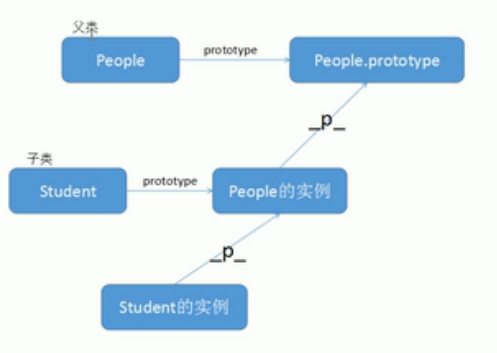 父类
People
prototype
People.prototype
_p_
子类
Student
prototype
People的实例
_p_
Student的实例